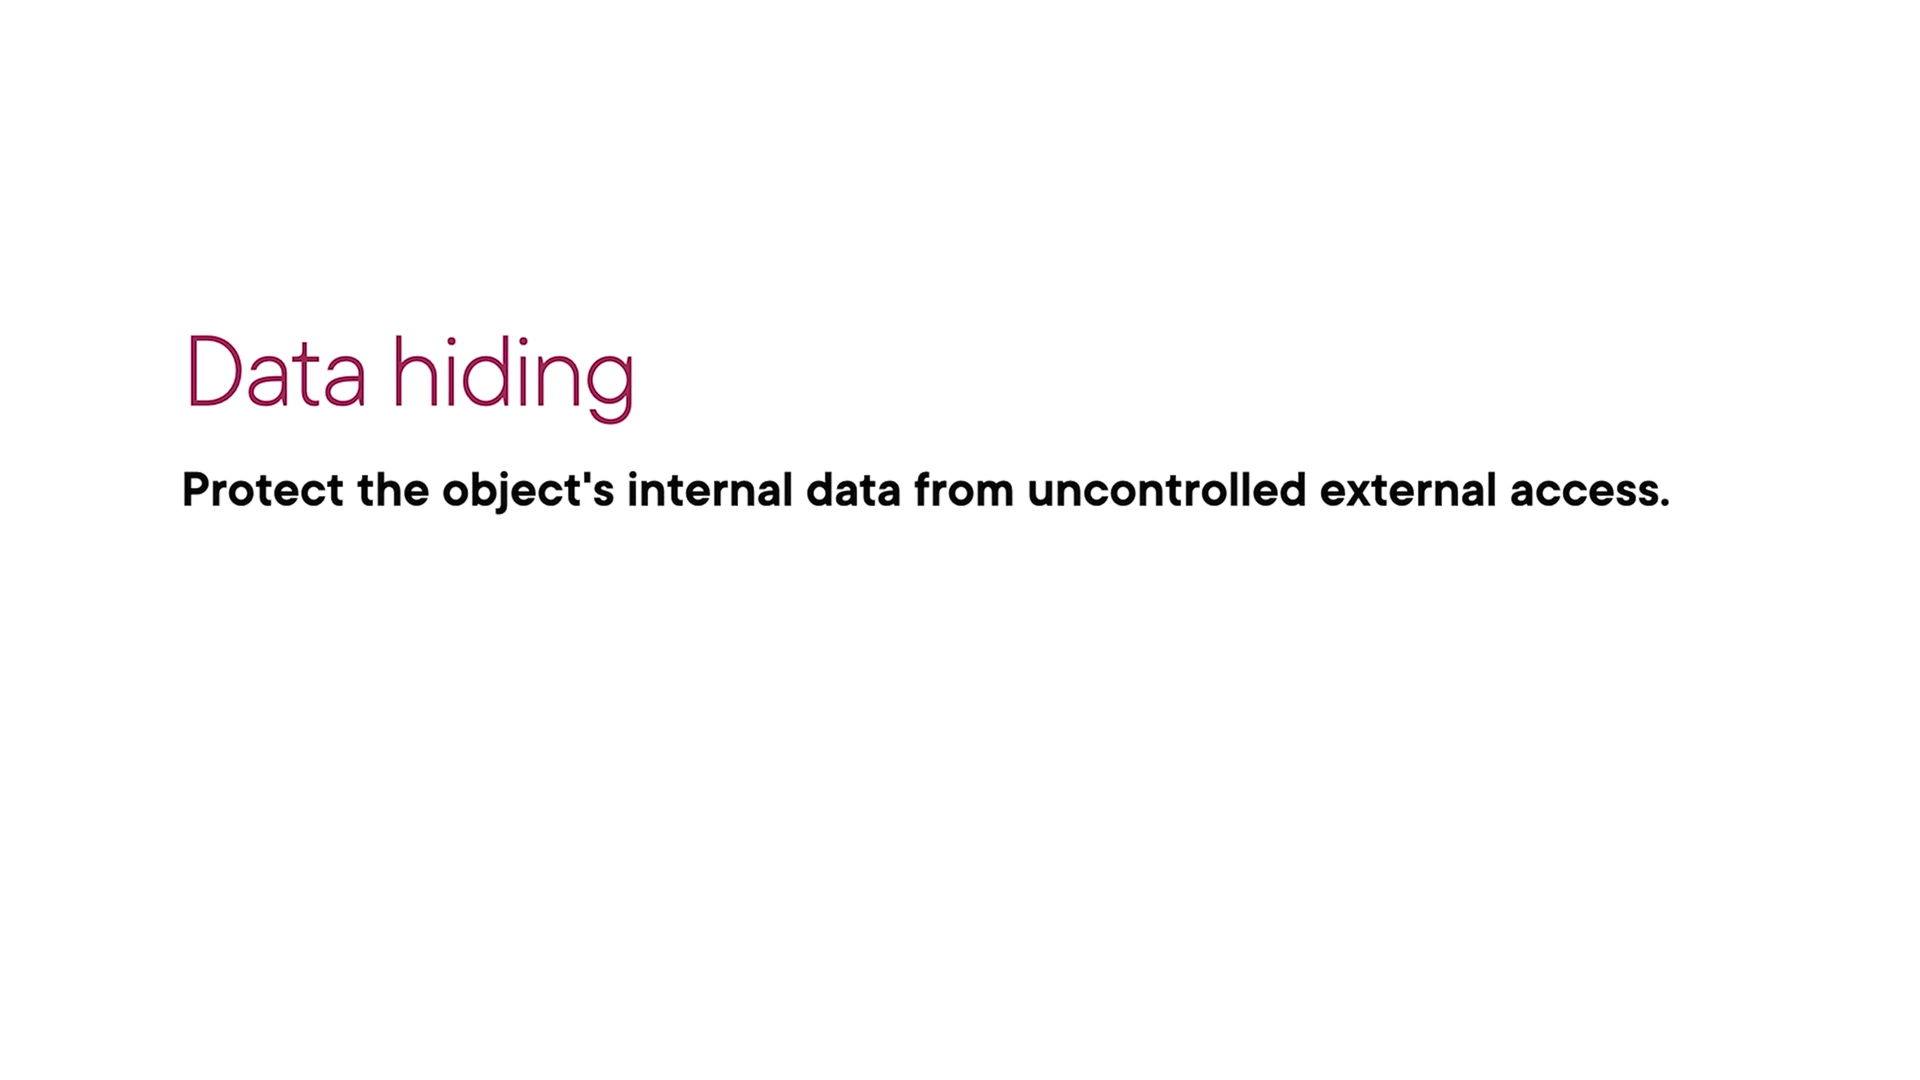 Data hiding
Protect the object's internal data from uncontrolled external access.